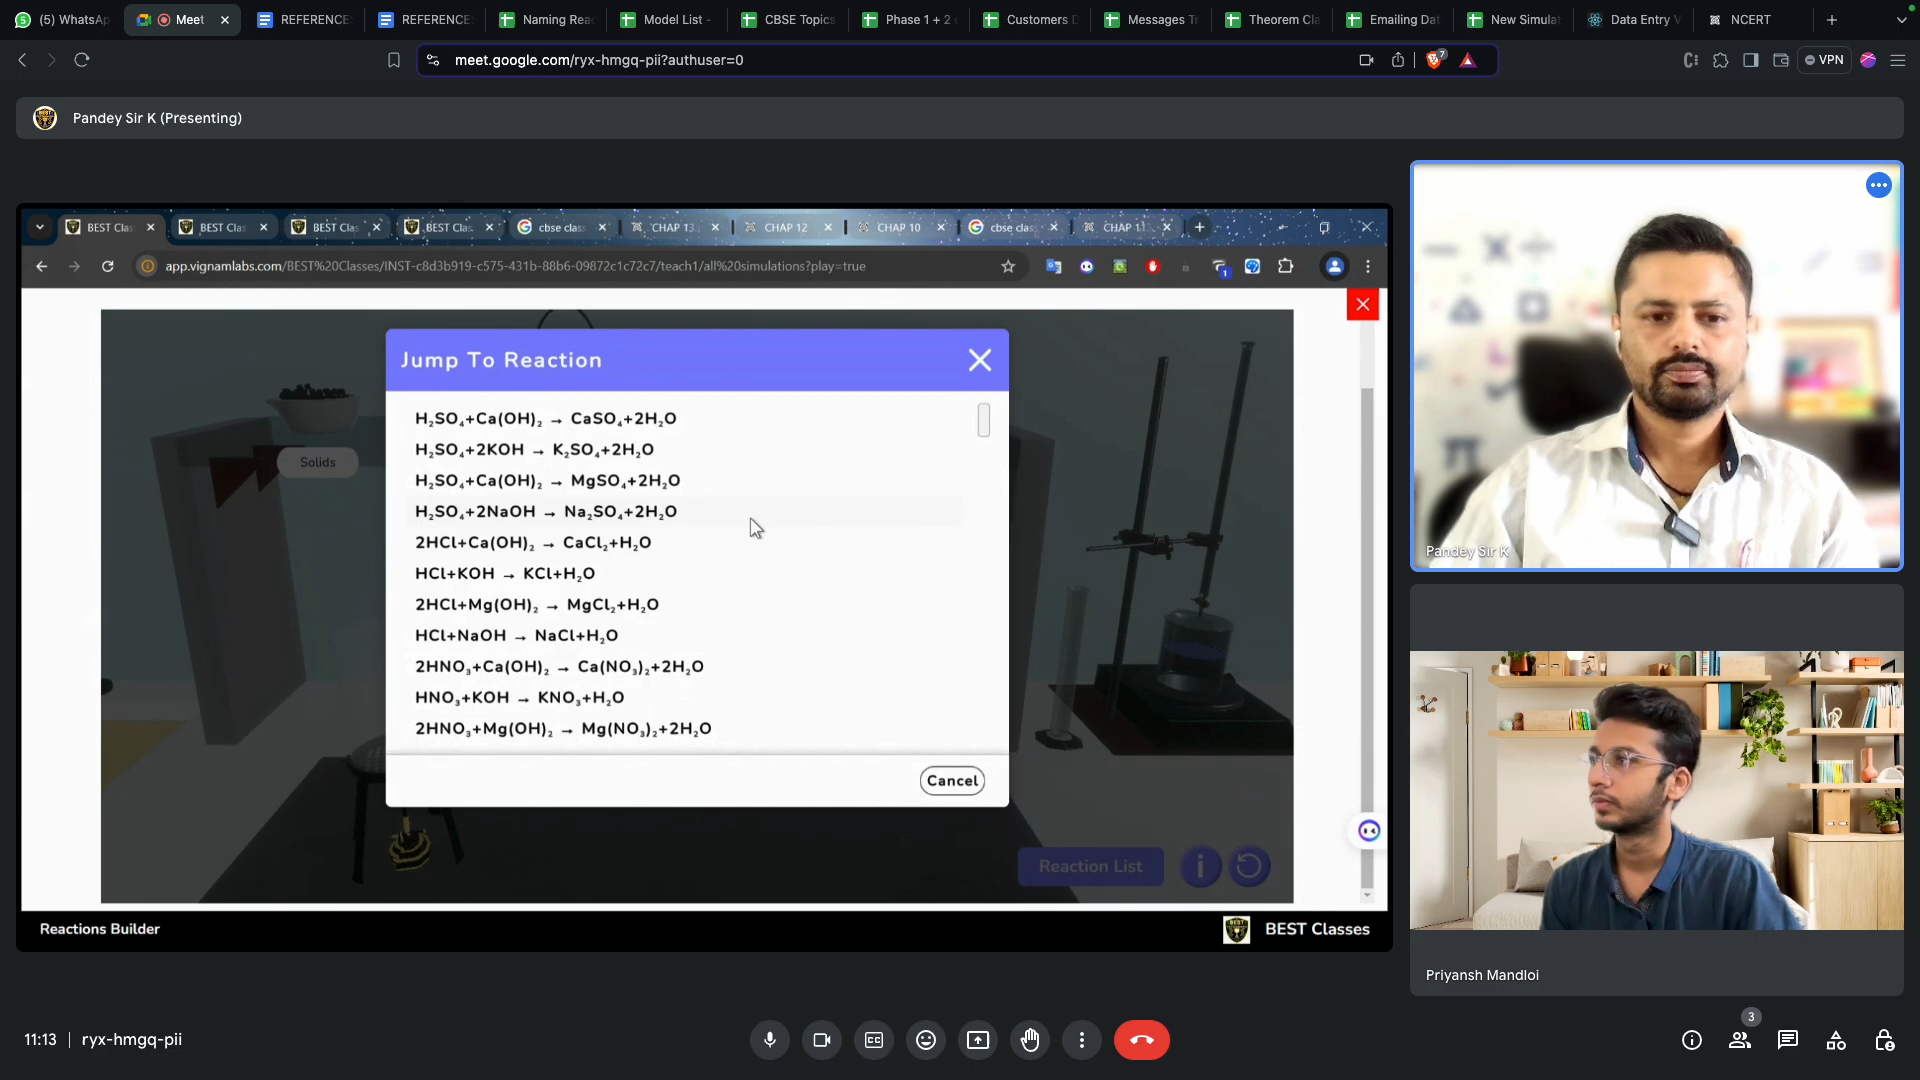 (5) WhatsAp
Meet
REFERENCE
REFERENCE
Naming Rea
Model List -
CBSE Topics
Phase 1 + 2
Customers D
Messages Ti
Theorem Cla
Emailing Dat
New Simulat
Data Entry V
NCERT
meet.google.com/ryx-hmgq-pii?authuser=0
7
VPN
Pandey Sir K (Presenting)
BEST Clas
BEST Clas
BEST Clas
BEST Clas
cbse class
CHAP 13.
CHAP 12
CHAP 10
cbse class
CHAP 11.
app.vignamlabs.com/BEST%20Classes/INST-c8d3b919-c575-431b-88b6-09872c1c72c7/teach1/all%20simulations?play=true
1
Jump To Reaction
H₂SO₄+Ca(OH)₂ → CaSO₄+2H₂O
H₂SO₄+2KOH → K₂SO₄+2H₂O
H₂SO₄+Ca(OH)₂ → MgSO₄+2H₂O
H₂SO₄+2NaOH → Na₂SO₄+2H₂O
2HCl+Ca(OH)₂ → CaCl₂+H₂O
HCl+KOH → KCl+H₂O
2HCl+Mg(OH)₂ → MgCl₂+H₂O
HCl+NaOH → NaCl+H₂O
2HNO₃+Ca(OH)₂ → Ca(NO₃)₂+2H₂O
HNO₃+KOH → KNO₃+H₂O
2HNO₃+Mg(OH)₂ → Mg(NO₃)₂+2H₂O
Cancel
Solids
Reaction List
i
Reactions Builder
BEST Classes
Pandey Sir K
Priyansh Mandloi
11:13 | ryx-hmgq-pii
3